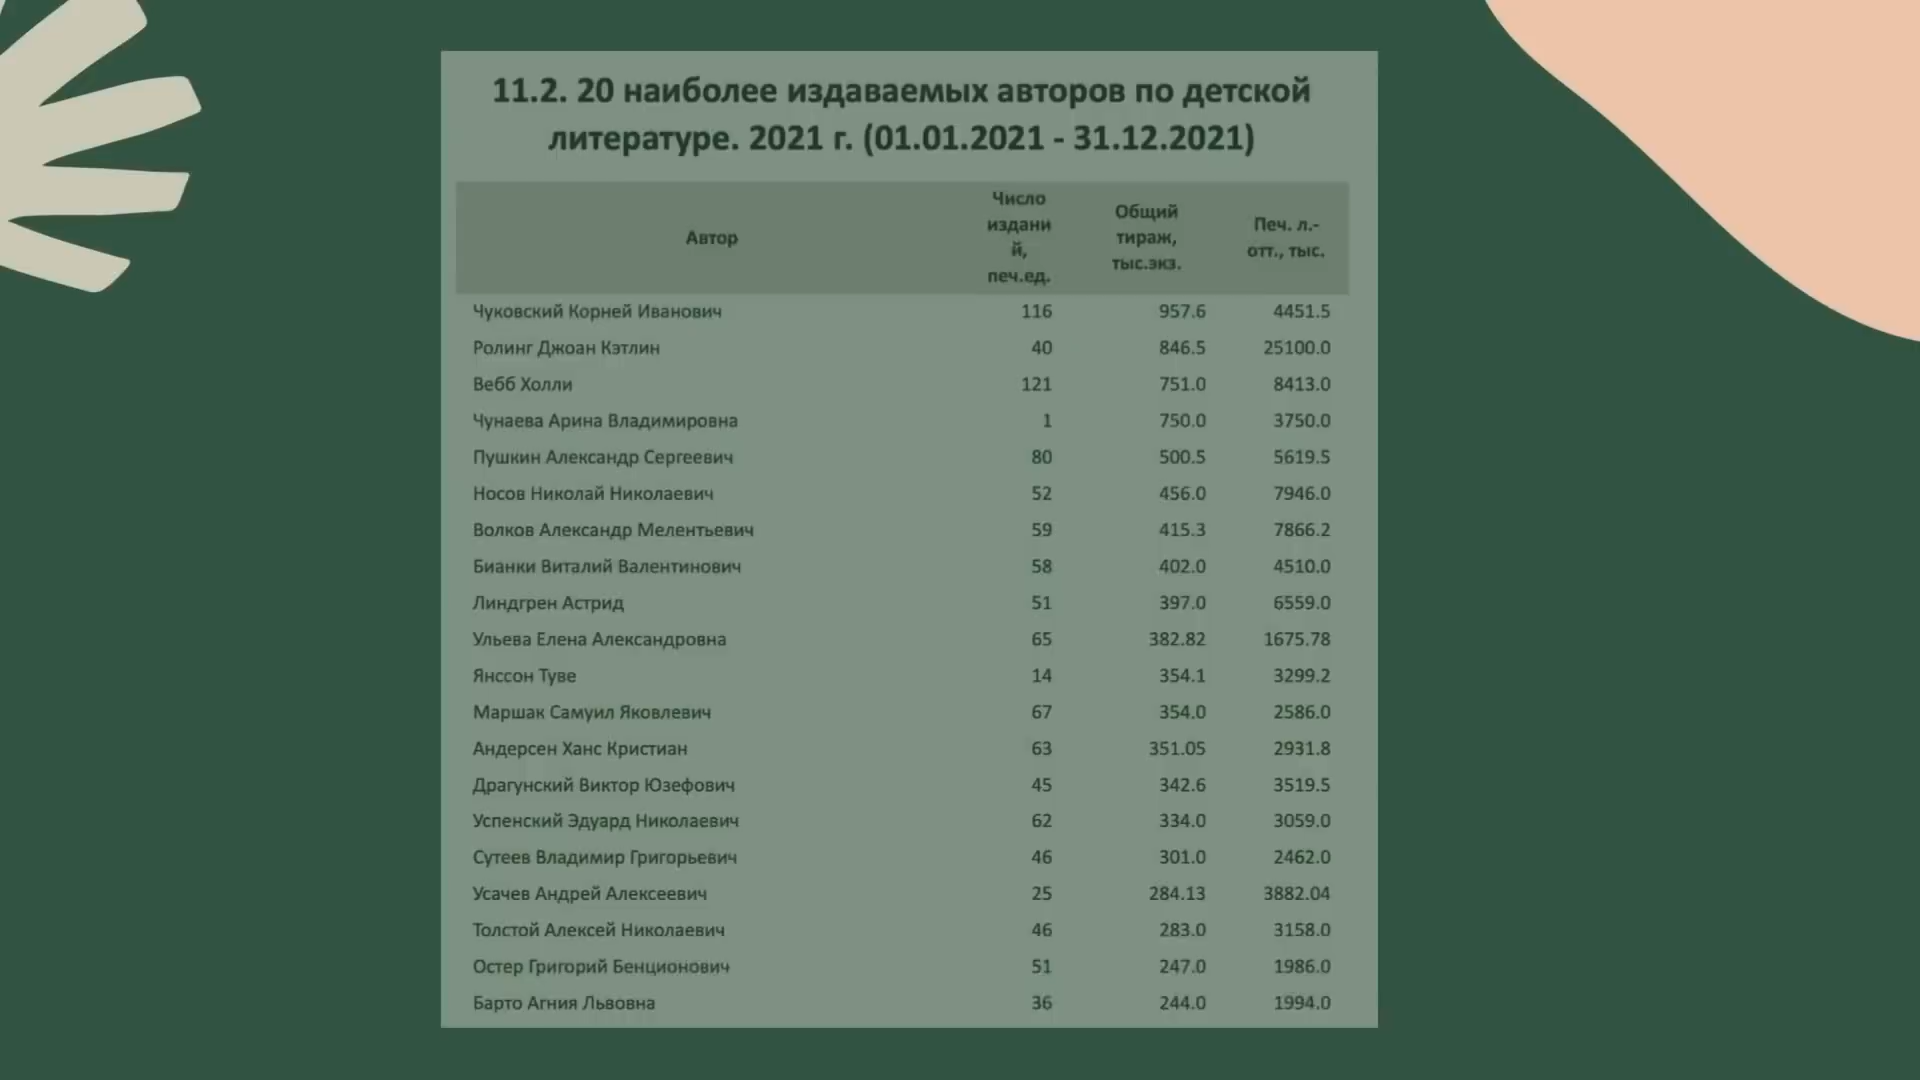 11.2. 20 наиболее издаваемых авторов по детской
литературе. 2021 г. (01.01.2021 - 31.12.2021)
Автор
Число
издани
й,
печ.ед.
Общий
тираж,
тыс.экз.
Печ. л.-
отт., тыс.
Чуковский Корней Иванович 116 957.6 4451.5
Ролинг Джоан Кэтлин 40 846.5 25100.0
Вебб Холли 121 751.0 8413.0
Чунаева Арина Владимировна 1 750.0 3750.0
Пушкин Александр Сергеевич 80 500.5 5619.5
Носов Николай Николаевич 52 456.0 7946.0
Волков Александр Мелентьевич 59 415.3 7866.2
Бианки Виталий Валентинович 58 402.0 4510.0
Линдгрен Астрид 51 397.0 6559.0
Ульева Елена Александровна 65 382.82 1675.78
Янссон Туве 14 354.1 3299.2
Маршак Самуил Яковлевич 67 354.0 2586.0
Андерсен Ханс Кристиан 63 351.05 2931.8
Драгунский Виктор Юзефович 45 342.6 3519.5
Успенский Эдуард Николаевич 62 334.0 3059.0
Сутеев Владимир Григорьевич 46 301.0 2462.0
Усачев Андрей Алексеевич 25 284.13 3882.04
Толстой Алексей Николаевич 46 283.0 3158.0
Остер Григорий Бенционович 51 247.0 1986.0
Барто Агния Львовна 36 244.0 1994.0